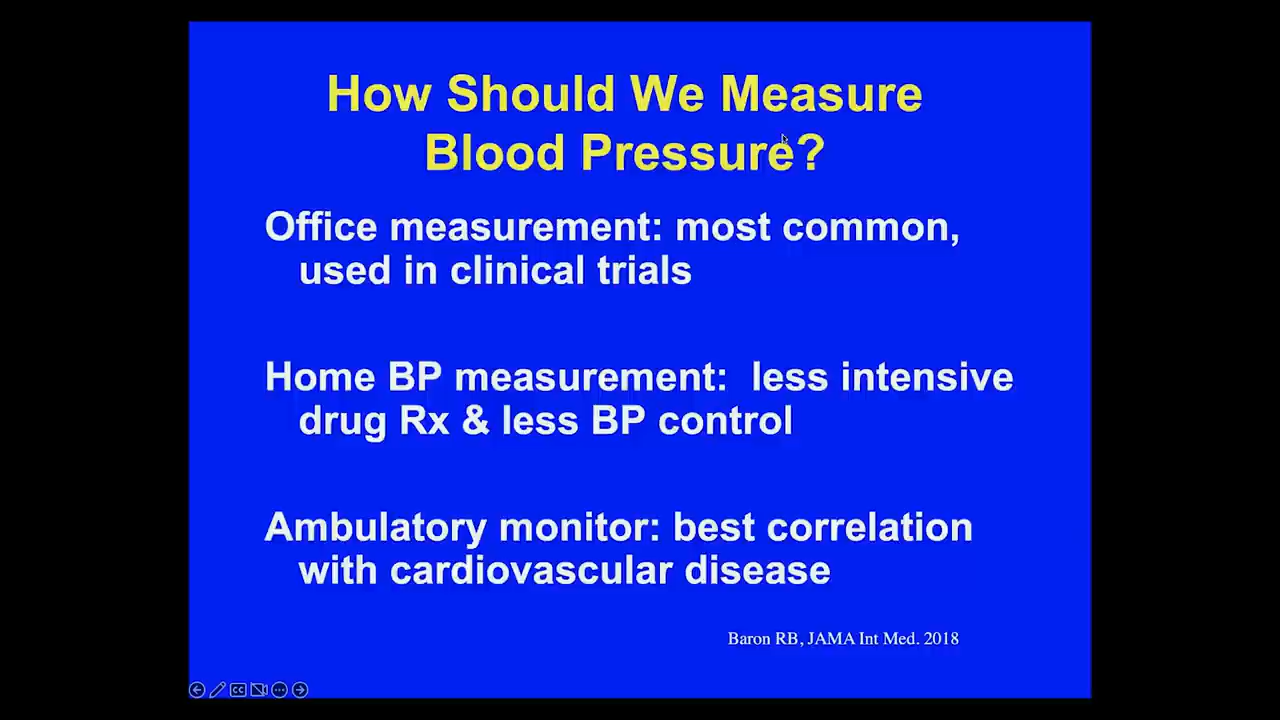 How Should We Measure
Blood Pressure?
Office measurement: most common,
used in clinical trials
Home BP measurement:  less intensive
drug Rx & less BP control
Ambulatory monitor: best correlation
with cardiovascular disease
Baron RB, JAMA Int Med. 2018
CC